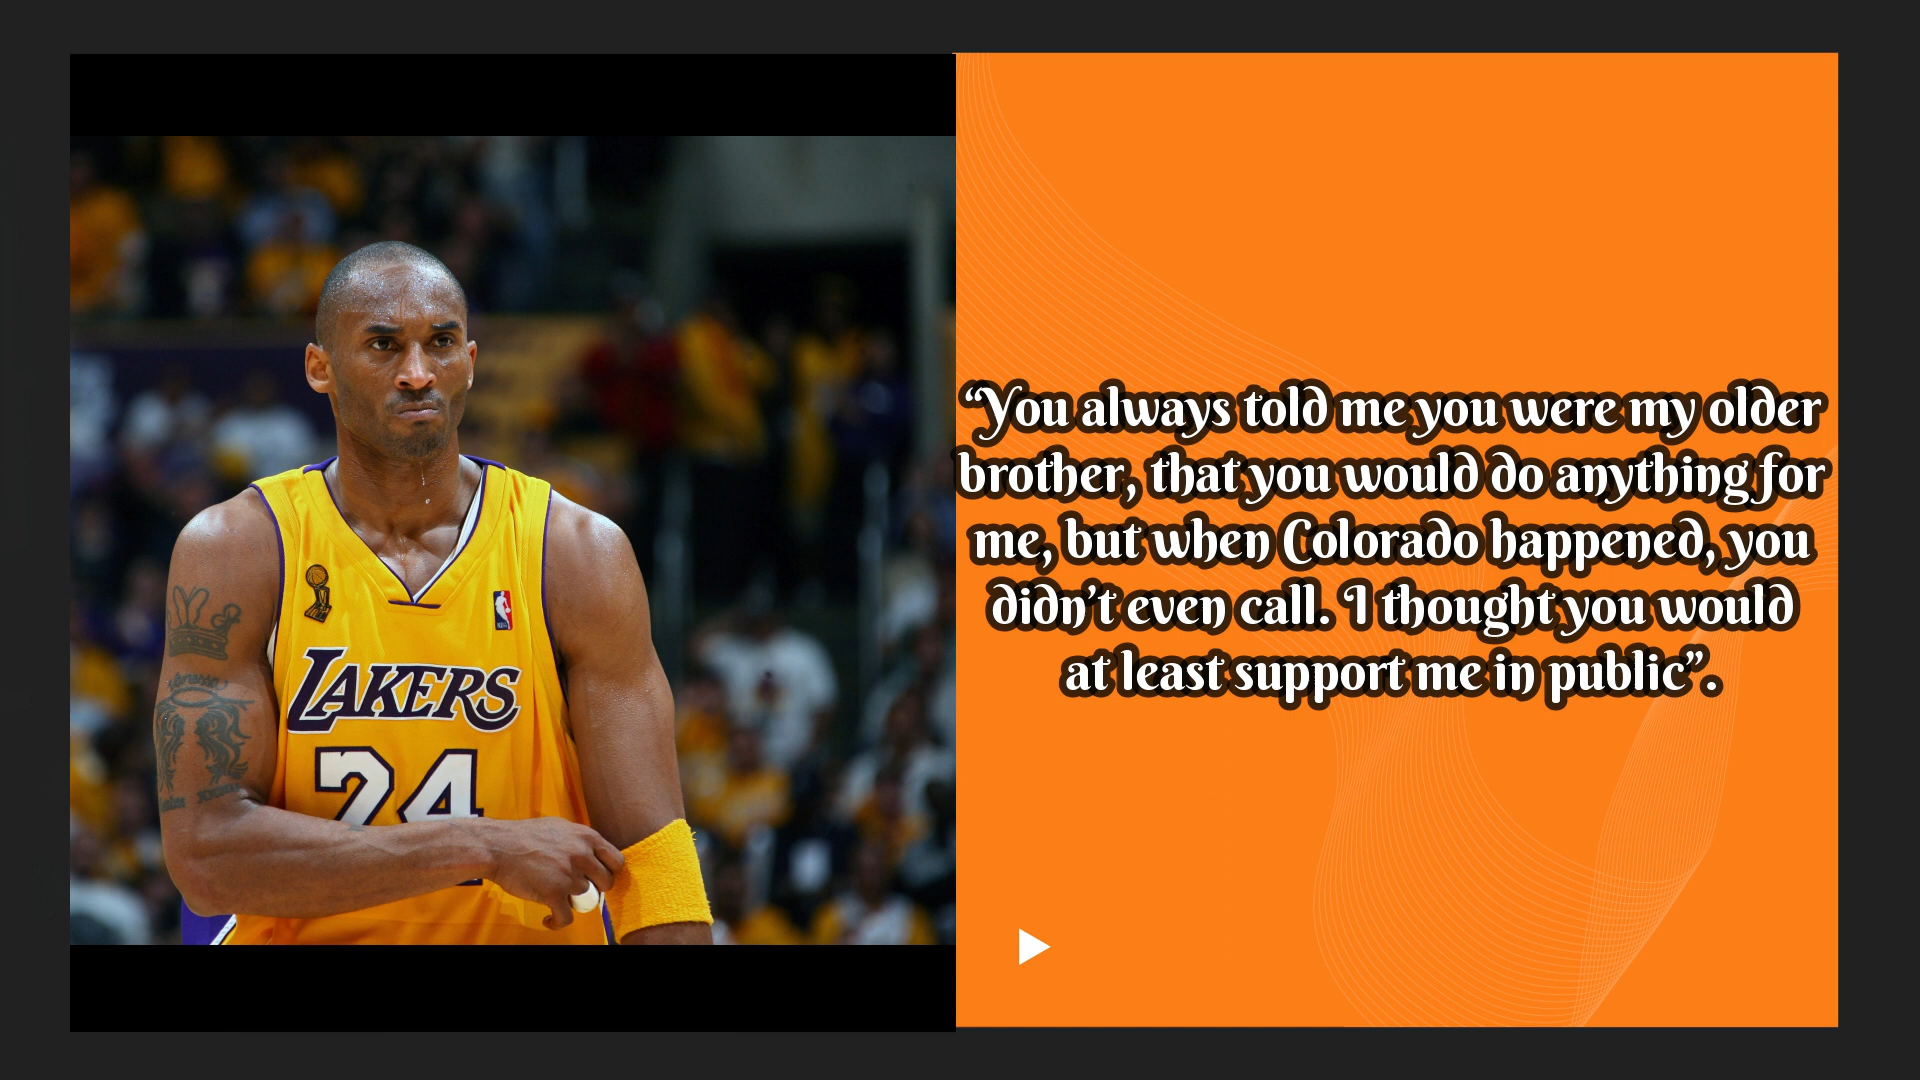 LAKERS
24
“You always told me you were my older
brother, that you would do anything for
me, but when Colorado happened, you
didn’t even call. I thought you would
at least support me in public”.